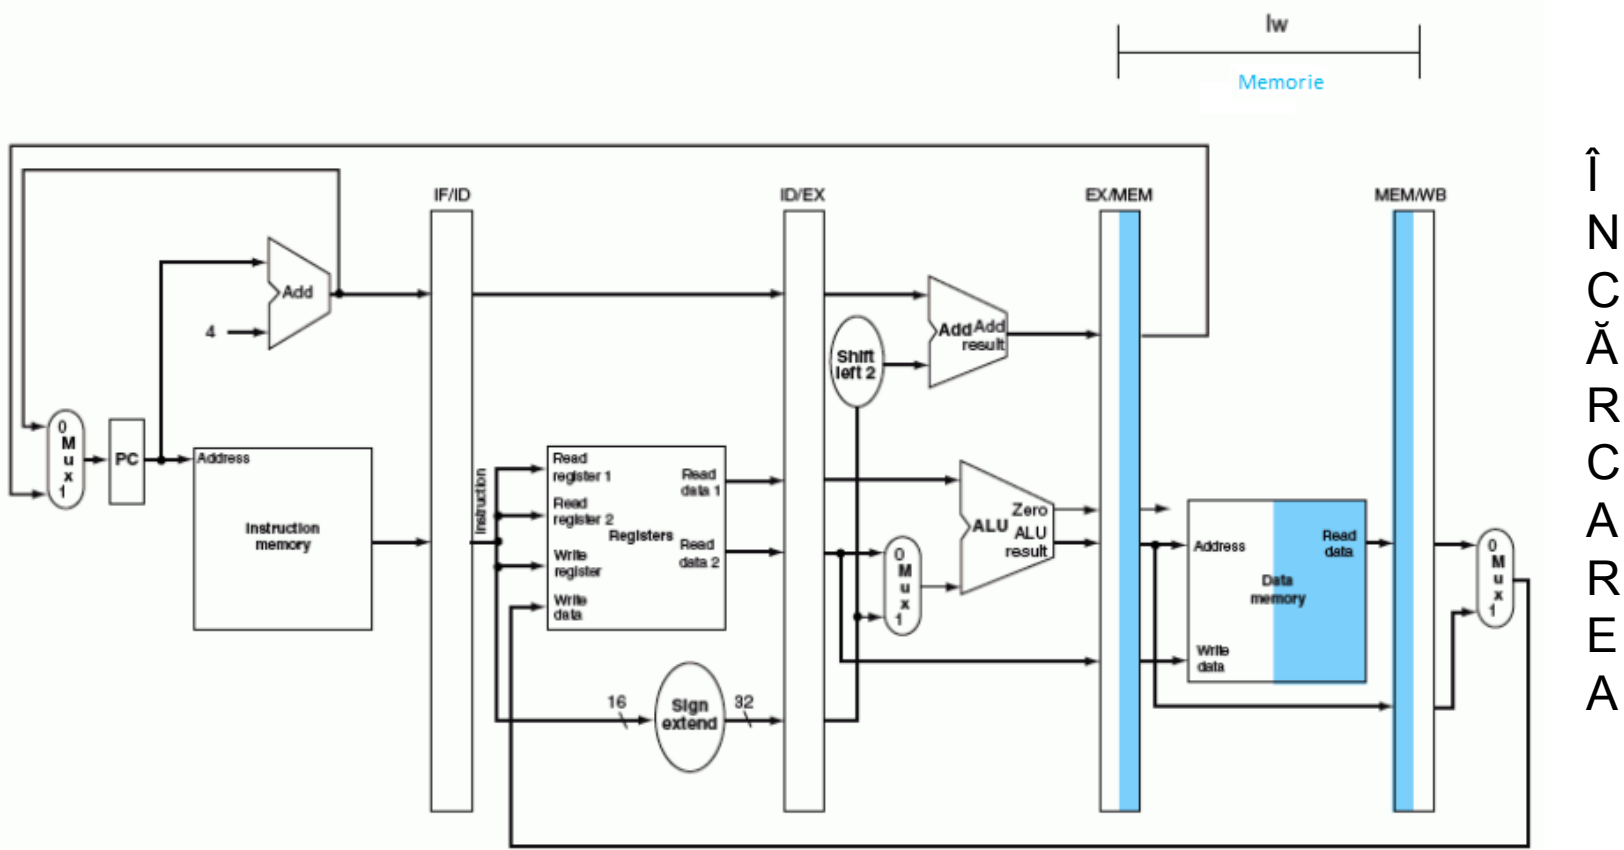 lw
Memorie
IF/ID
ID/EX
EX/MEM
MEM/WB
Add
4
Add Add
result
Shift
left 2
0
M
u
x
1
PC
Address
Instruction
memory
Instruction
Read
register 1
Read
register 2
Write
register
Write
data
Registers
Read
data 1
Read
data 2
16
Sign
extend
32
0
M
u
x
1
Zero
ALU
ALU
result
Address
Read
data
Data
memory
Write
data
0
M
u
x
1
Î
N
C
Ă
R
C
A
R
E
A